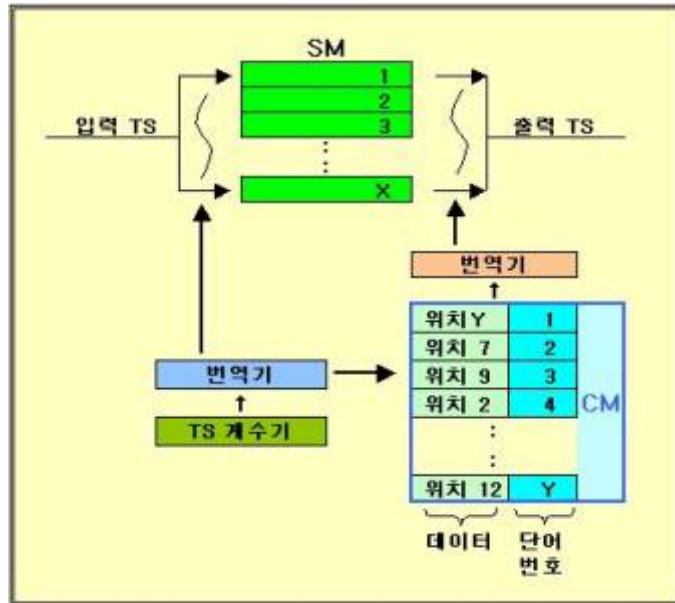 SM
입력 TS
1
2
3
X
출력 TS
번역기
위치 Y 1
위치 7 2
위치 9 3
위치 2 4
CM
위치 12 Y
번역기
TS 계수기
데이터
단어
번호